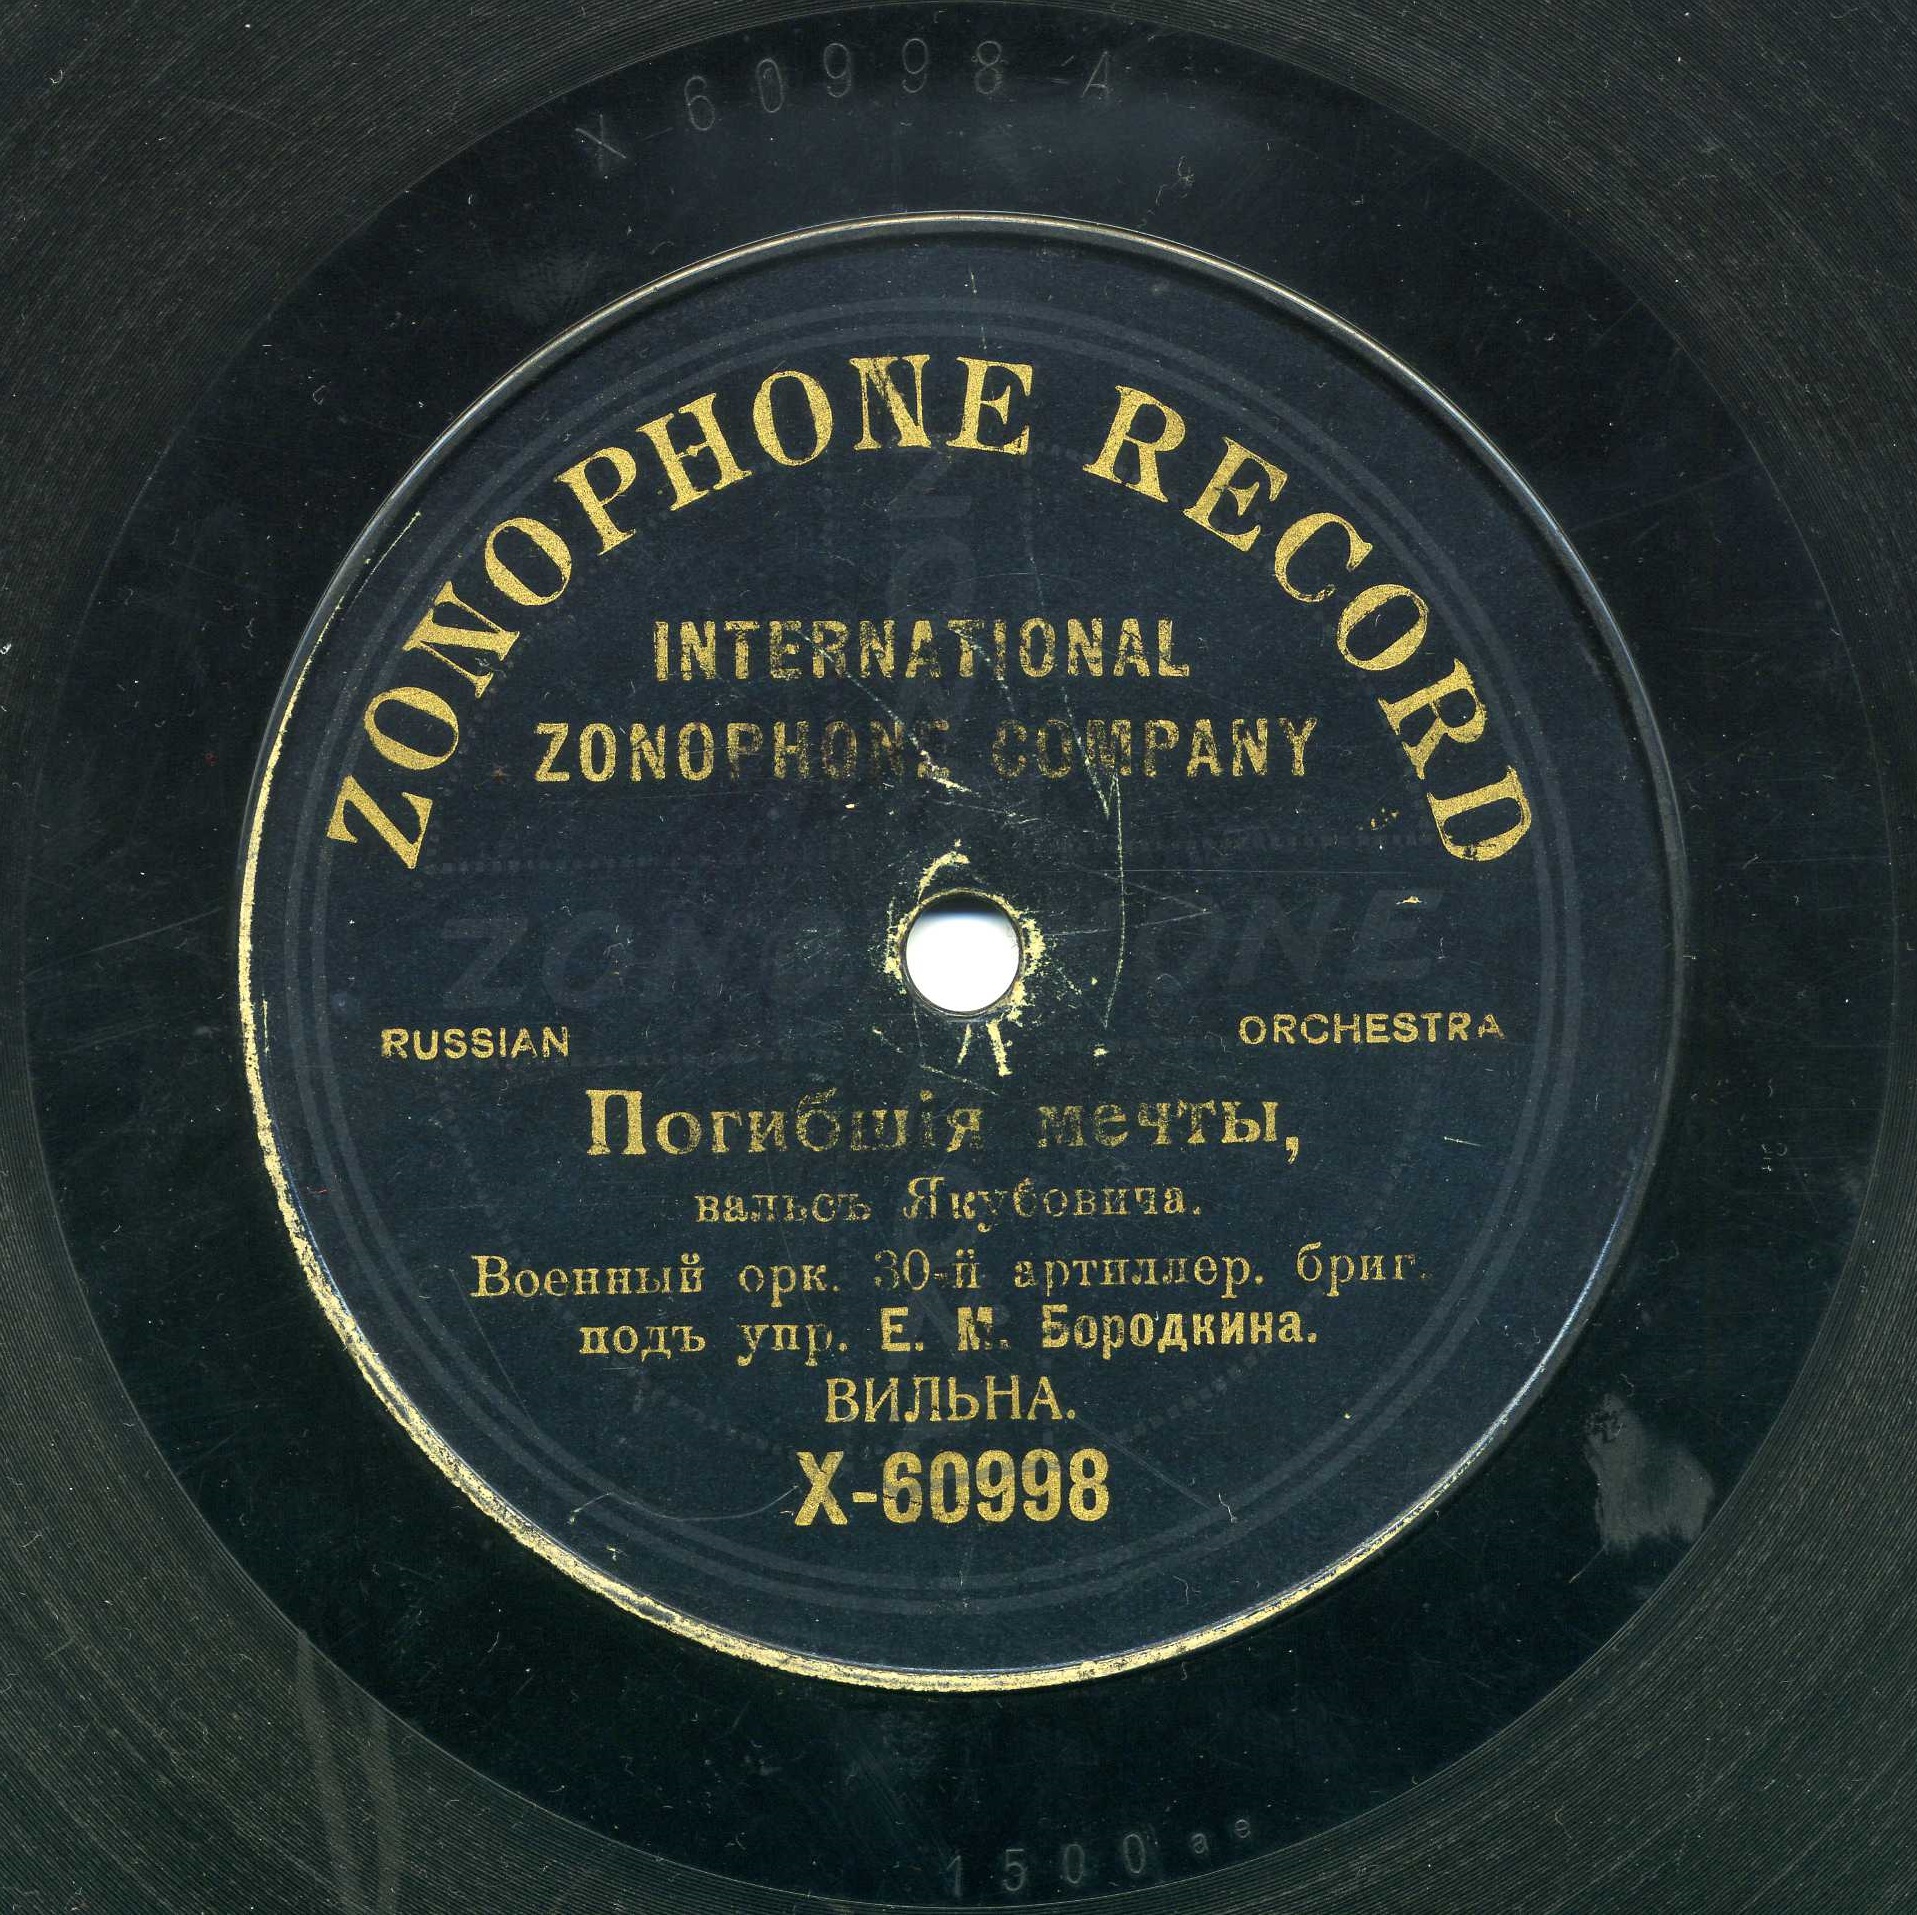 X 60998 A
ZONOPHONE RECORD
INTERNATIONAL
ZONOPHONE COMPANY
RUSSIAN ORCHESTRA
Погибшія мечты,
вальсъ Якубовича.
Военный орк. 30-й артиллер. бриг.
подъ упр. Е. М. Бородкина.
ВИЛЬНА.
X-60998
1500 ae